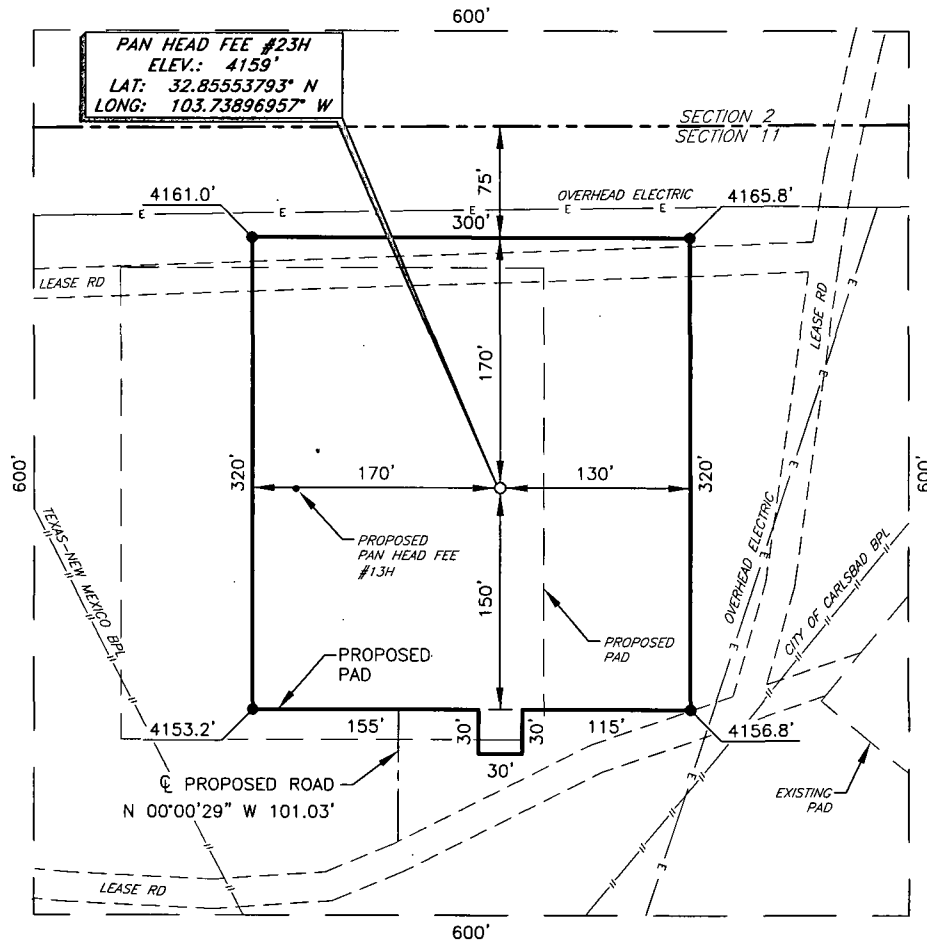 600'
PAN HEAD FEE #23H
ELEV.: 4159'
LAT: 32.85553793° N
LONG: 103.73896957° W
SECTION 2
SECTION 11
75'
4161.0'
4165.8'
OVERHEAD ELECTRIC
E E E E E
300'
LEASE RD
LEASE RD
E
170'
600'
320'
170'
130'
320'
600'
PROPOSED
PAN HEAD FEE
#13H
TEXAS-NEW MEXICO BPL
150'
OVERHEAD ELECTRIC
E
E
CITY OF CARLSBAD BPL
PROPOSED
PAD
PROPOSED
PAD
4153.2'
155'
30'
30'
115'
4156.8'
30'
℄ PROPOSED ROAD
N 00°00'29" W 101.03'
E
EXISTING
PAD
E
LEASE RD
600'